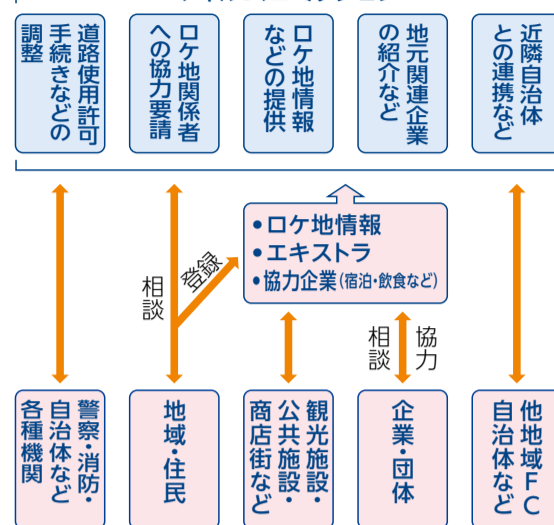 道路使用許可
手続きなどの
調整
ロケ地関係者
への協力要請
ロケ地情報
などの提供
地元関連企業
の紹介など
近隣自治体
との連携など
・ロケ地情報
・エキストラ
・協力企業(宿泊・飲食など)
登録
相談
相談
協力
警察・消防・
自治体など
各種機関
地域・住民
観光施設・
公共施設・
商店街など
企業・団体
他地域FC
自治体など